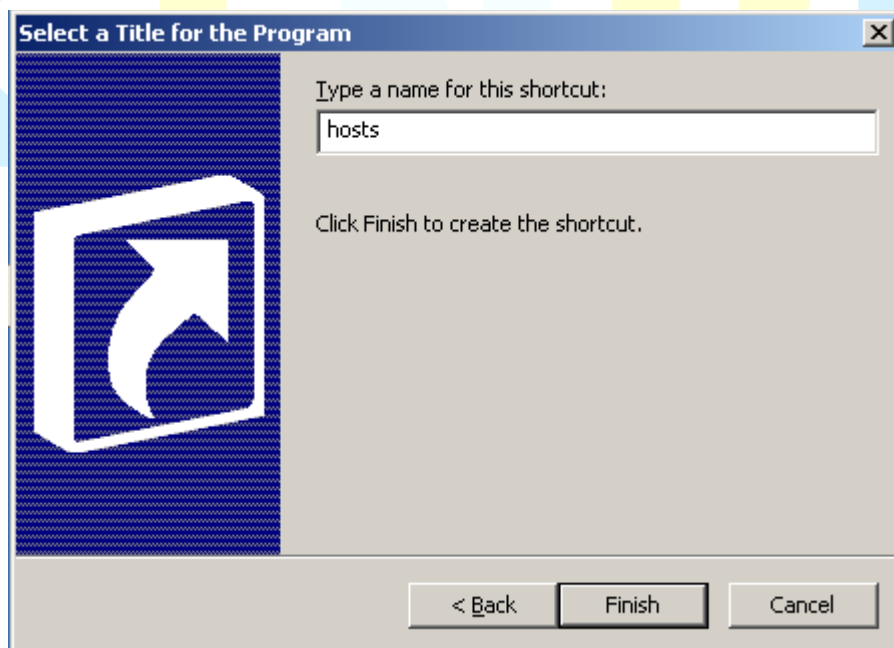 Select a Title for the Program
Type a name for this shortcut:
hosts
Click Finish to create the shortcut.
< Back
Finish
Cancel